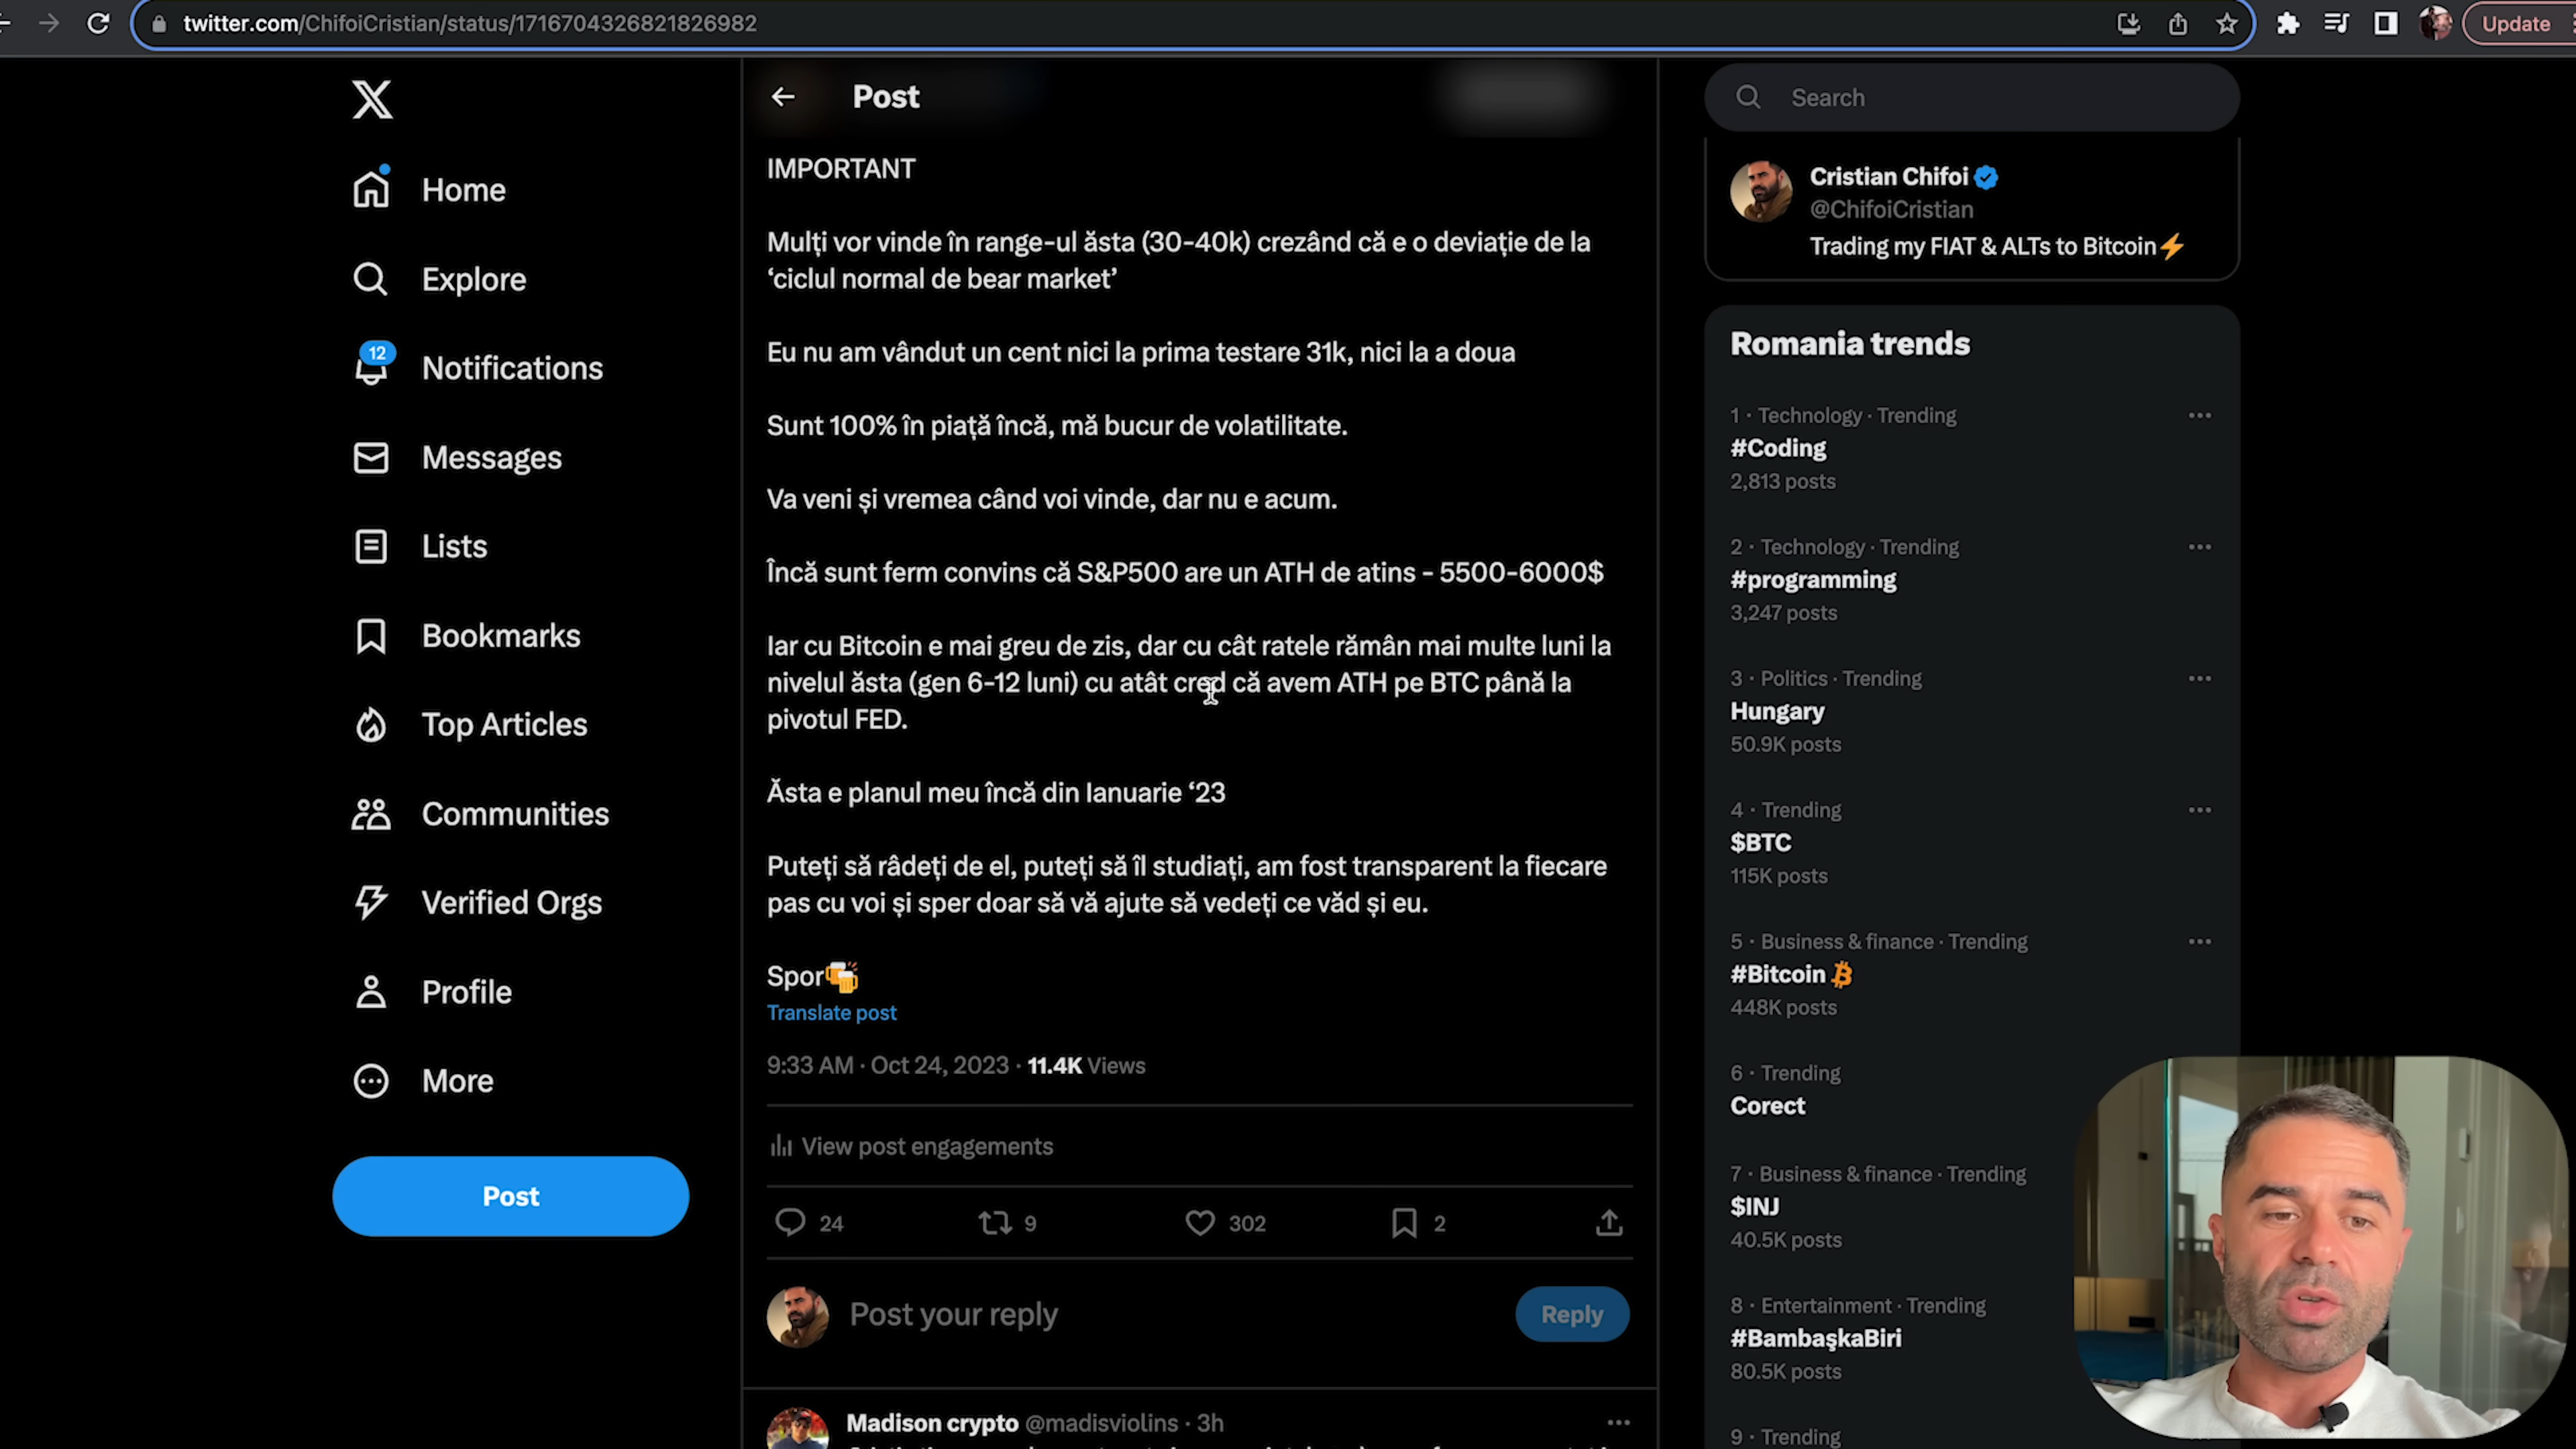 twitter.com/ChifoiCristian/status/1716704326821826982
Update
Home
Explore
12
Notifications
Messages
Lists
Bookmarks
Top Articles
Communities
Verified Orgs
Profile
More
Post
Post
IMPORTANT
Mulți vor vinde în range-ul ăsta (30-40k) crezând că e o deviație de la
‘ciclul normal de bear market’
Eu nu am vândut un cent nici la prima testare 31k, nici la a doua
Sunt 100% în piață încă, mă bucur de volatilitate.
Va veni și vremea când voi vinde, dar nu e acum.
Încă sunt ferm convins că S&P500 are un ATH de atins - 5500-6000$
Iar cu Bitcoin e mai greu de zis, dar cu cât ratele rămân mai multe luni la
nivelul ăsta (gen 6-12 luni) cu atât cred că avem ATH pe BTC până la
pivotul FED.
Ăsta e planul meu încă din Ianuarie ‘23
Puteți să râdeți de el, puteți să îl studiați, am fost transparent la fiecare
pas cu voi și sper doar să vă ajute să vedeți ce văd și eu.
Spor🍻
Translate post
9:33 AM · Oct 24, 2023 · 11.4K Views
View post engagements
24 9 302 2
Post your reply
Reply
Madison crypto @madisviolins · 3h
Search
Cristian Chifoi
@ChifoiCristian
Trading my FIAT & ALTs to Bitcoin⚡
Romania trends
1 · Technology · Trending
#Coding
2,813 posts
2 · Technology · Trending
#programming
3,247 posts
3 · Politics · Trending
Hungary
50.9K posts
4 · Trending
$BTC
115K posts
5 · Business & finance · Trending
#Bitcoin
448K posts
6 · Trending
Corect
7 · Business & finance · Trending
$INJ
40.5K posts
8 · Entertainment · Trending
#BambaşkaBiri
80.5K posts
9 · Trending